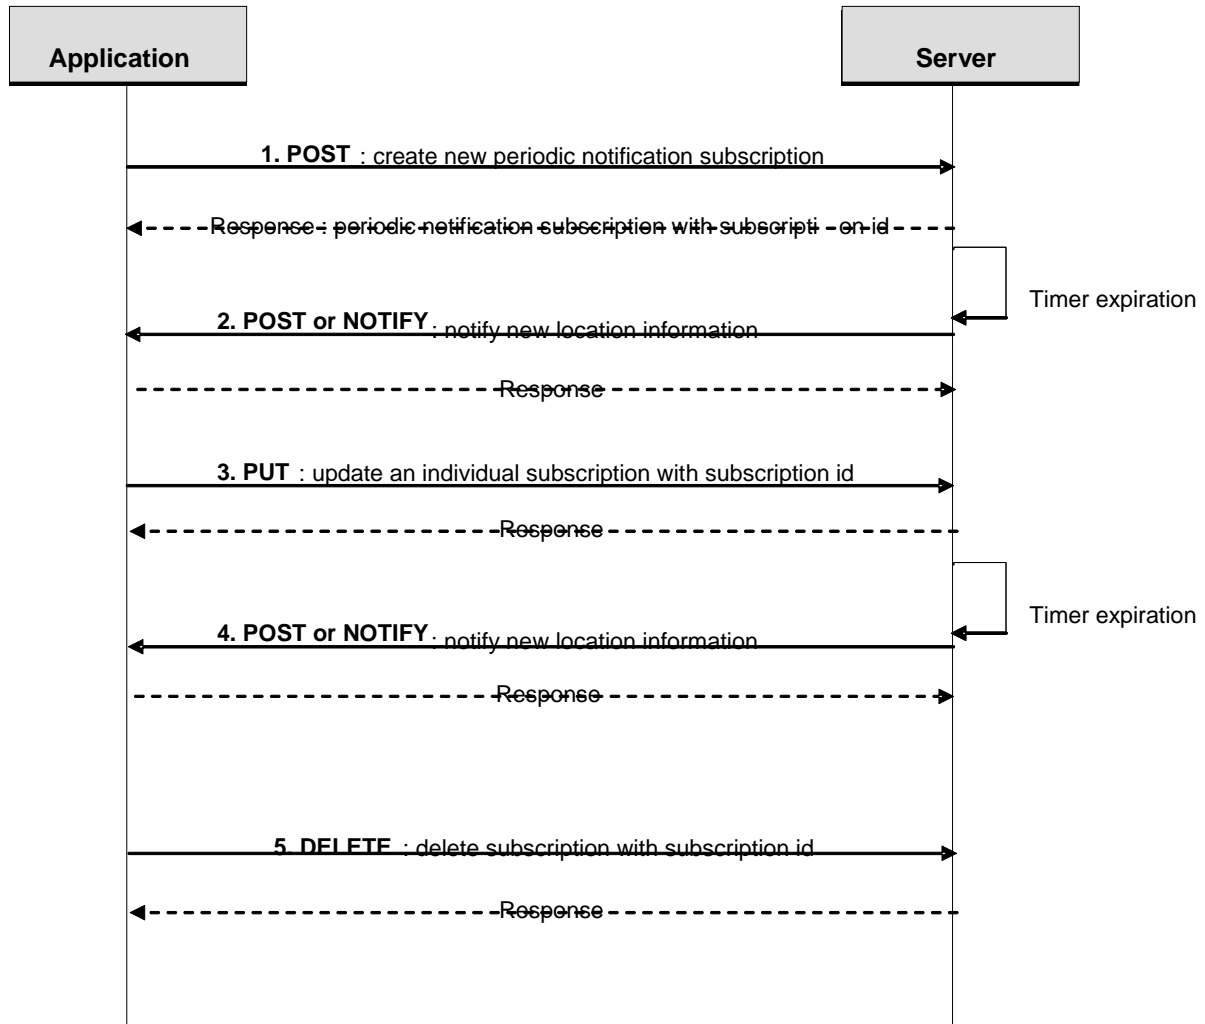 Application
Server
1. POST : create new periodic notification subscription
Response : periodic notification subscription with subscripti on id
Timer expiration
2. POST or NOTIFY : notify new location information
Response
3. PUT : update an individual subscription with subscription id
Response
Timer expiration
4. POST or NOTIFY : notify new location information
Response
5. DELETE : delete subscription with subscription id
Response